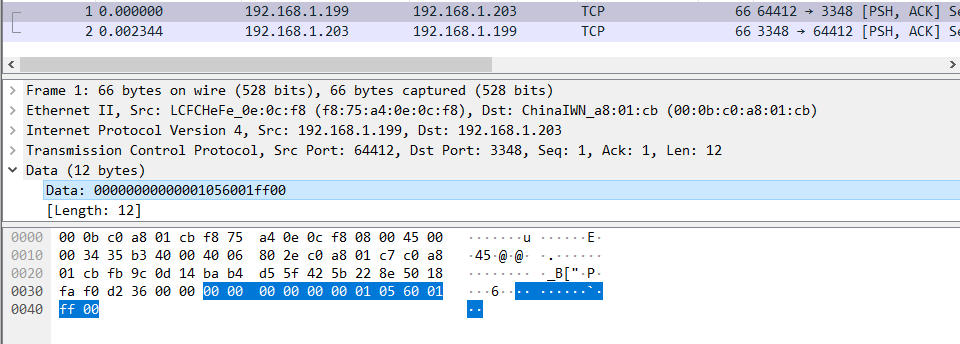 1 0.000000 192.168.1.199 192.168.1.203 TCP 66 64412 → 3348 [PSH, ACK] Se
2 0.002344 192.168.1.203 192.168.1.199 TCP 66 3348 → 64412 [PSH, ACK] Se
Frame 1: 66 bytes on wire (528 bits), 66 bytes captured (528 bits)
Ethernet II, Src: LCFCHeFe_0e:0c:f8 (f8:75:a4:0e:0c:f8), Dst: ChinaIWN_a8:01:cb (00:0b:c0:a8:01:cb)
Internet Protocol Version 4, Src: 192.168.1.199, Dst: 192.168.1.203
Transmission Control Protocol, Src Port: 64412, Dst Port: 3348, Seq: 1, Ack: 1, Len: 12
Data (12 bytes)
Data: 00000000000001056001ff00
[Length: 12]
0000 00 0b c0 a8 01 cb f8 75 a4 0e 0c f8 08 00 45 00 ·······u ······E·
0010 00 34 35 b3 40 00 40 06 80 2e c0 a8 01 c7 c0 a8 ·45·@·@· ·.······
0020 01 cb fb 9c 0d 14 ba b4 d5 5f 42 5b 22 8e 50 18 ········ ·_B["·P·
0030 fa f0 d2 36 00 00 00 00 00 00 00 00 01 05 60 01 ···6···· ······`·
0040 ff 00 ··